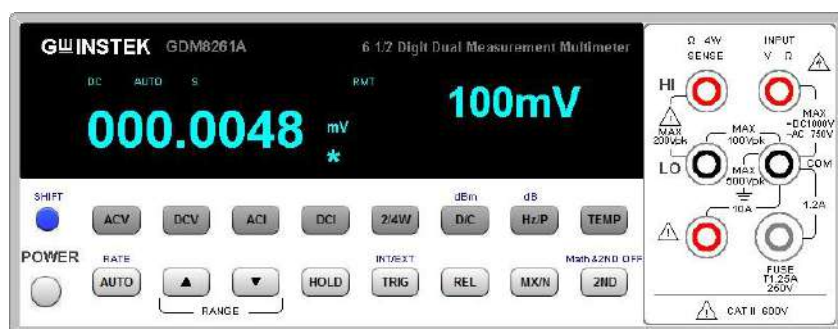 GWINSTEK GDM8261A 6 1/2 Digit Dual Measurement Multimeter
DC AUTO S RMT
000.0048 mV
*
100mV
SHIFT
dBm dB
ACV DCV ACI DCI 2/4W D/C Hz/P TEMP
POWER
RATE INT/EXT Math&2ND OFF
AUTO ▲ ▼ HOLD TRIG REL MX/N 2ND
RANGE
Ω 4W
SENSE
INPUT
V Ω
HI
MAX
200Vpk
MAX
⎓DC1000V
~AC 750V
MAX
100Vpk
LO
MAX
500Vpk
COM
10A
1.2A
FUSE
T1.25A
250V
CAT II 600V